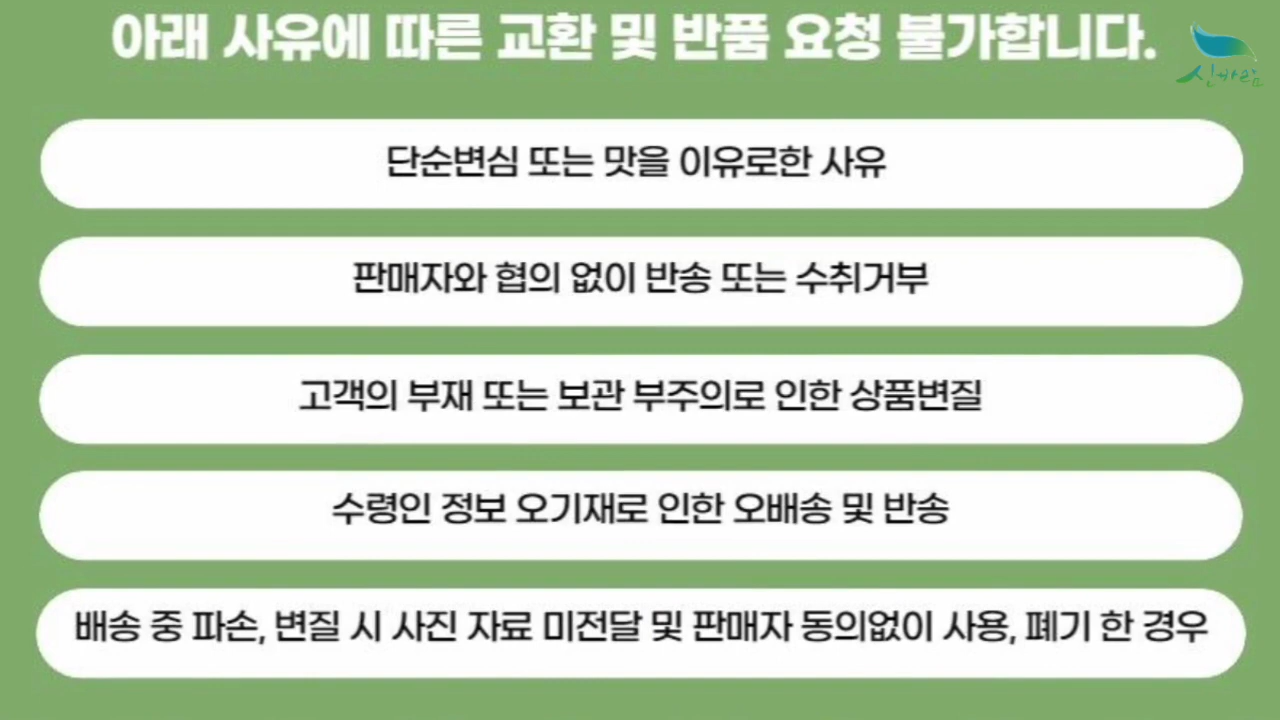 아래 사유에 따른 교환 및 반품 요청 불가합니다.
신바람
단순변심 또는 맛을 이유로한 사유
판매자와 협의 없이 반송 또는 수취거부
고객의 부재 또는 보관 부주의로 인한 상품변질
수령인 정보 오기재로 인한 오배송 및 반송
배송 중 파손, 변질 시 사진 자료 미전달 및 판매자 동의없이 사용, 폐기 한 경우